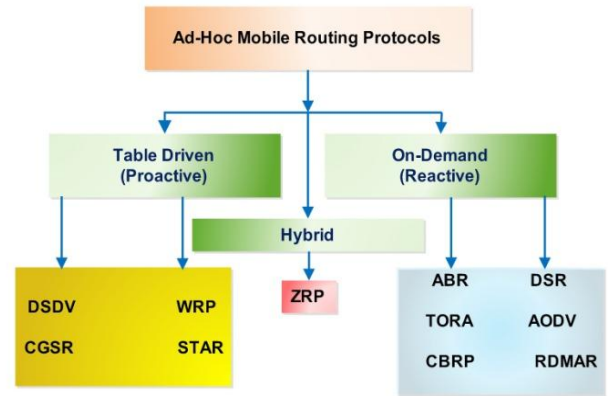 Ad-Hoc Mobile Routing Protocols
Table Driven
(Proactive)
On-Demand
(Reactive)
Hybrid
ZRP
DSDV WRP
CGSR STAR
ABR DSR
TORA AODV
CBRP RDMAR